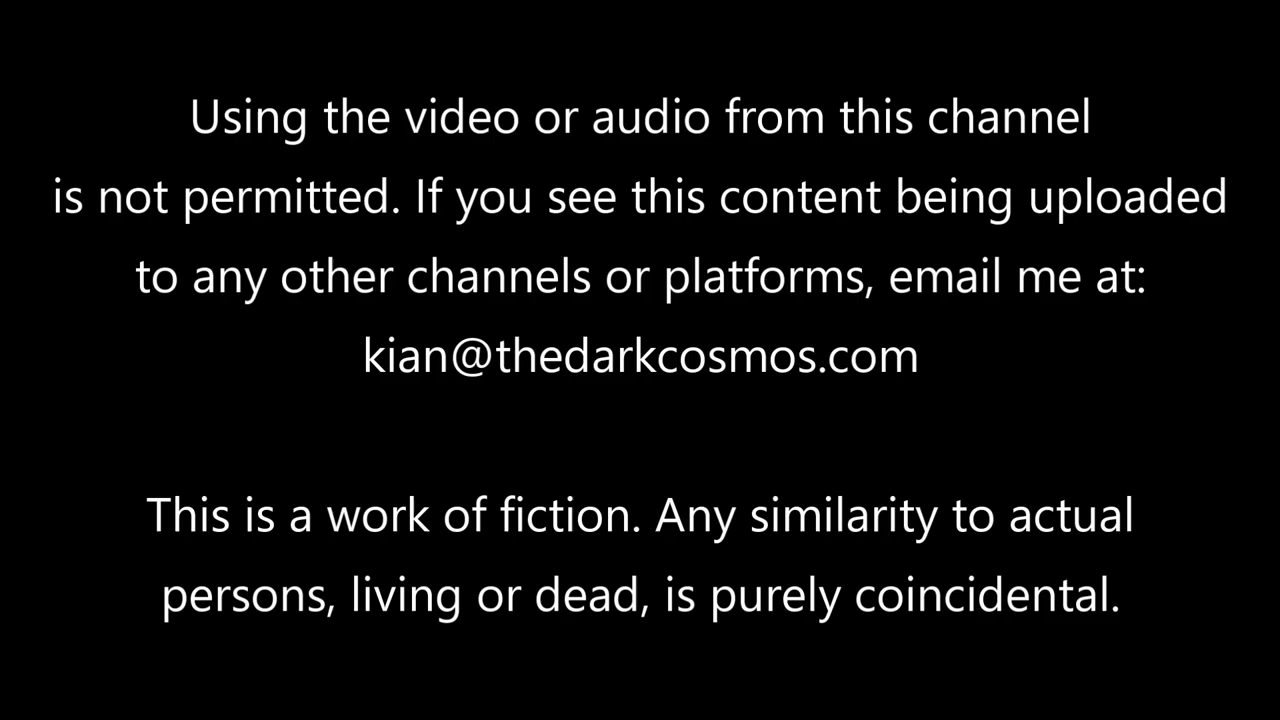 Using the video or audio from this channel
is not permitted. If you see this content being uploaded
to any other channels or platforms, email me at:
kian@thedarkcosmos.com
This is a work of fiction. Any similarity to actual
persons, living or dead, is purely coincidental.